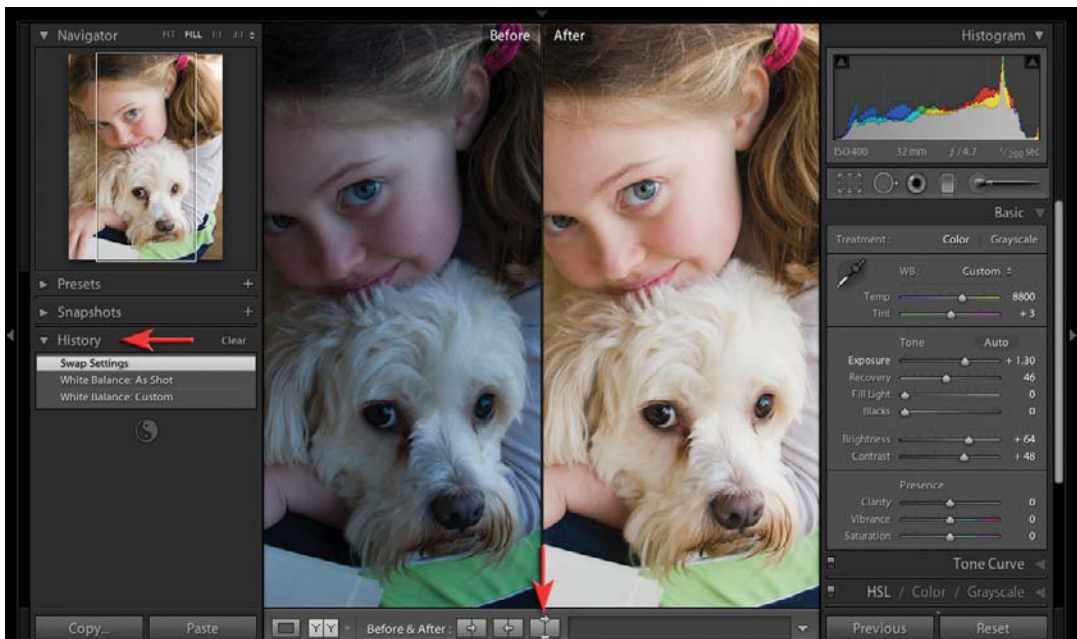 Navigator FIT FILL 1:1 3:1
Presets +
Snapshots +
History Clear
Swap Settings
White Balance: As Shot
White Balance: Custom
Copy... Paste
Before After
Before & After :
Histogram
ISO 400 32 mm ƒ / 4.7 1/200 SEC
Basic
Treatment : Color Grayscale
WB : Custom
Temp 8800
Tint + 3
Tone Auto
Exposure + 1.30
Recovery 46
Fill Light 0
Blacks 0
Brightness + 64
Contrast + 48
Presence
Clarity 0
Vibrance 0
Saturation 0
Tone Curve
HSL / Color / Grayscale
Previous Reset